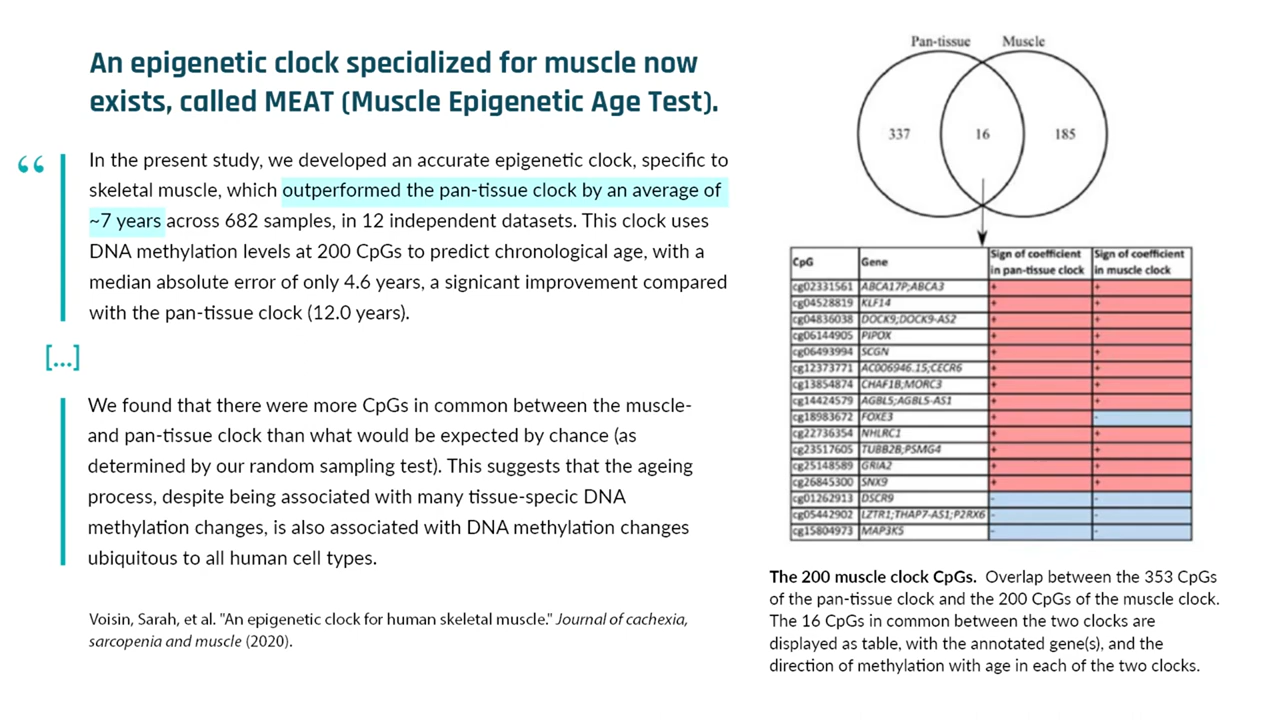 An epigenetic clock specialized for muscle now
exists, called MEAT (Muscle Epigenetic Age Test).
“
In the present study, we developed an accurate epigenetic clock, specific to
skeletal muscle, which outperformed the pan-tissue clock by an average of
~7 years across 682 samples, in 12 independent datasets. This clock uses
DNA methylation levels at 200 CpGs to predict chronological age, with a
median absolute error of only 4.6 years, a signicant improvement compared
with the pan-tissue clock (12.0 years).
[...]
We found that there were more CpGs in common between the muscle-
and pan-tissue clock than what would be expected by chance (as
determined by our random sampling test). This suggests that the ageing
process, despite being associated with many tissue-specic DNA
methylation changes, is also associated with DNA methylation changes
ubiquitous to all human cell types.
Voisin, Sarah, et al. "An epigenetic clock for human skeletal muscle." Journal of cachexia,
sarcopenia and muscle (2020).
Pan-tissue Muscle
337 16 185
CpG Gene Sign of coefficient in pan-tissue clock Sign of coefficient in muscle clock
cg02331561 ABCA17P;ABCA3 + +
cg04528819 KLF14 + +
cg04836038 DOCK9;DOCK9-AS2 + +
cg06144905 PIPOX + +
cg06493994 SCGN + +
cg12373771 AC006946.15;CECR6 + +
cg13854874 CHAF1B;MORC3 + +
cg14424579 AGBL5;AGBL5-AS1 + +
cg18983672 FOXE3 + -
cg22736354 NHLRC1 + +
cg23517605 TUBB2B;PSMG4 + +
cg25148589 GRIA2 + +
cg26845300 SNX9 + +
cg01262913 DSCR9 - -
cg05442902 LZTR1;THAP7-AS1;P2RX6 - -
cg15804973 MAP3K5 - -
The 200 muscle clock CpGs. Overlap between the 353 CpGs
of the pan-tissue clock and the 200 CpGs of the muscle clock.
The 16 CpGs in common between the two clocks are
displayed as table, with the annotated gene(s), and the
direction of methylation with age in each of the two clocks.